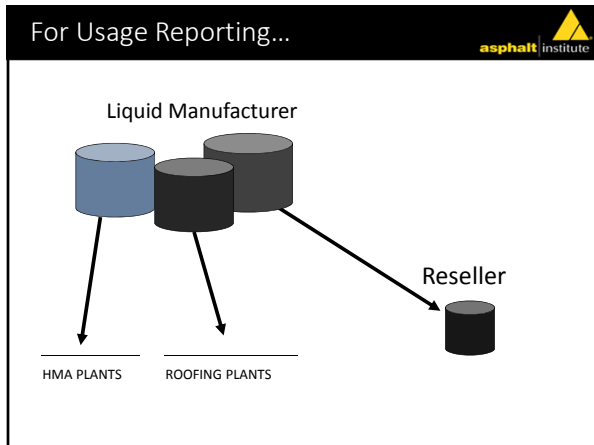 For Usage Reporting...
asphalt institute
Liquid Manufacturer
Reseller
HMA PLANTS
ROOFING PLANTS